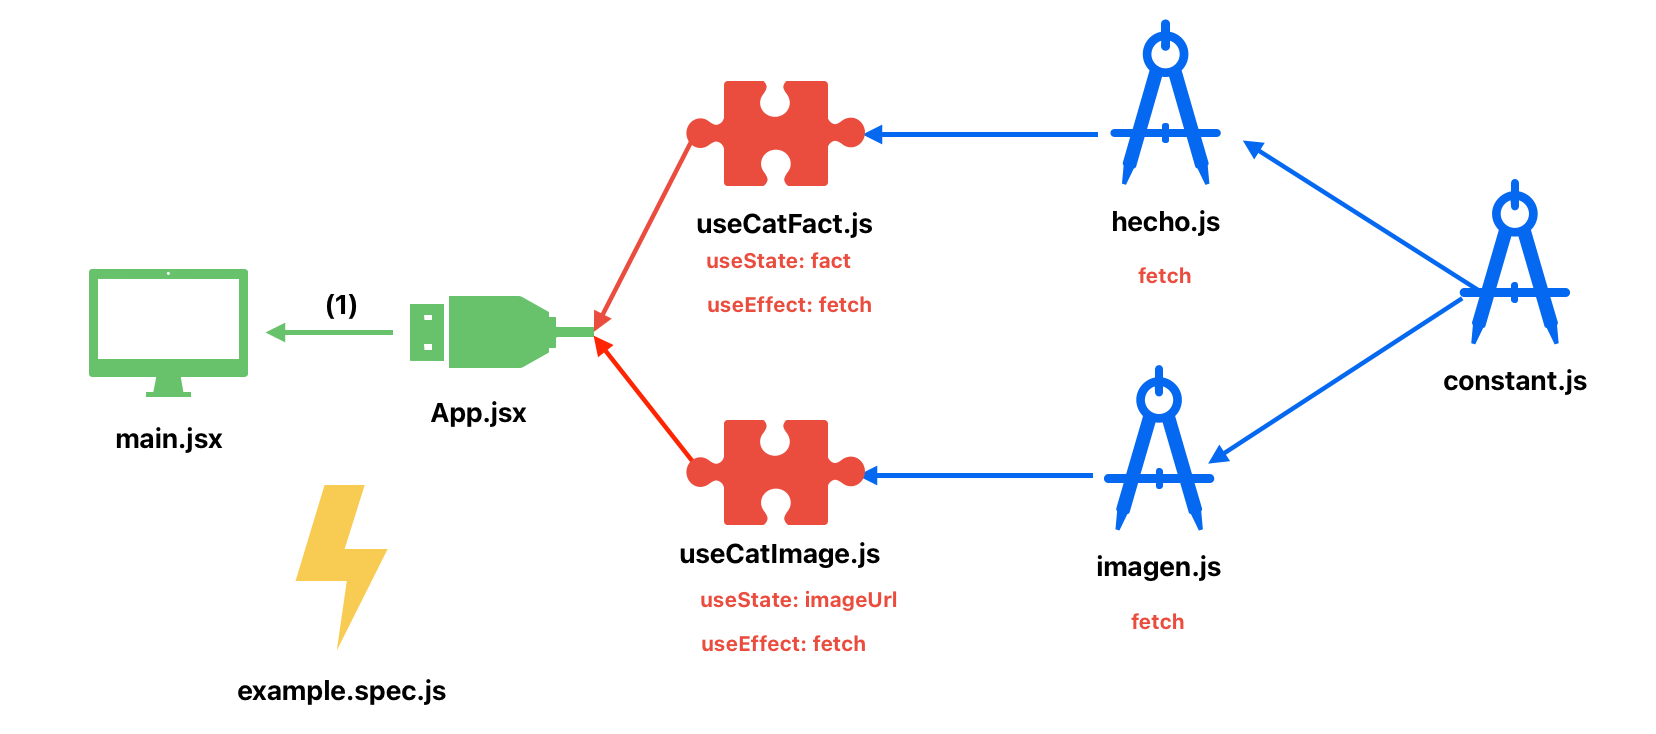 (1)
main.jsx
App.jsx
example.spec.js
useCatFact.js
useState: fact
useEffect: fetch
useCatImage.js
useState: imageUrl
useEffect: fetch
hecho.js
fetch
imagen.js
fetch
constant.js